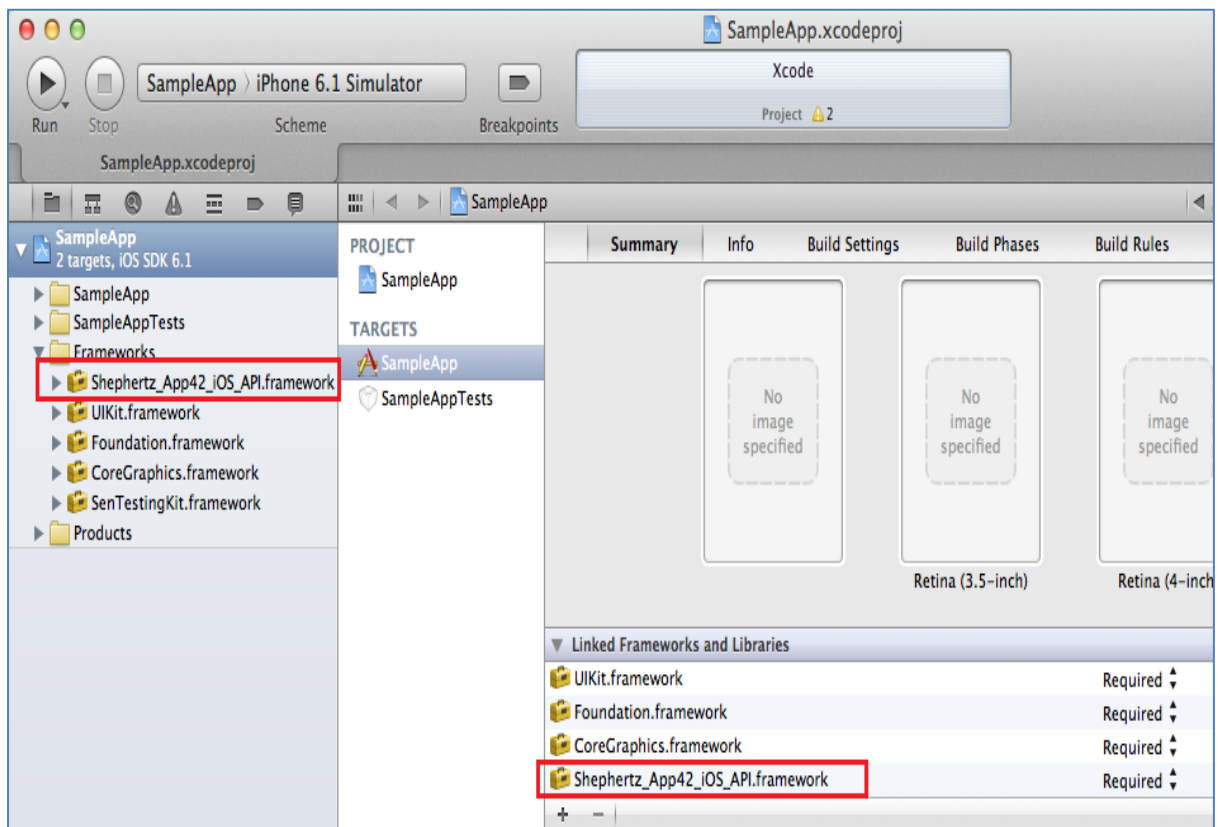 SampleApp.xcodeproj
SampleApp 〉 iPhone 6.1 Simulator
Xcode
Project 2
Run Stop Scheme Breakpoints
SampleApp.xcodeproj
SampleApp
SampleApp
2 targets, iOS SDK 6.1
SampleApp
SampleAppTests
Frameworks
Shephertz_App42_iOS_API.framework
UIKit.framework
Foundation.framework
CoreGraphics.framework
SenTestingKit.framework
Products
PROJECT
SampleApp
TARGETS
SampleApp
SampleAppTests
Summary Info Build Settings Build Phases Build Rules
No
image
specified
No
image
specified
No
image
specified
Retina (3.5-inch) Retina (4-inch
Linked Frameworks and Libraries
UIKit.framework Required
Foundation.framework Required
CoreGraphics.framework Required
Shephertz_App42_iOS_API.framework Required